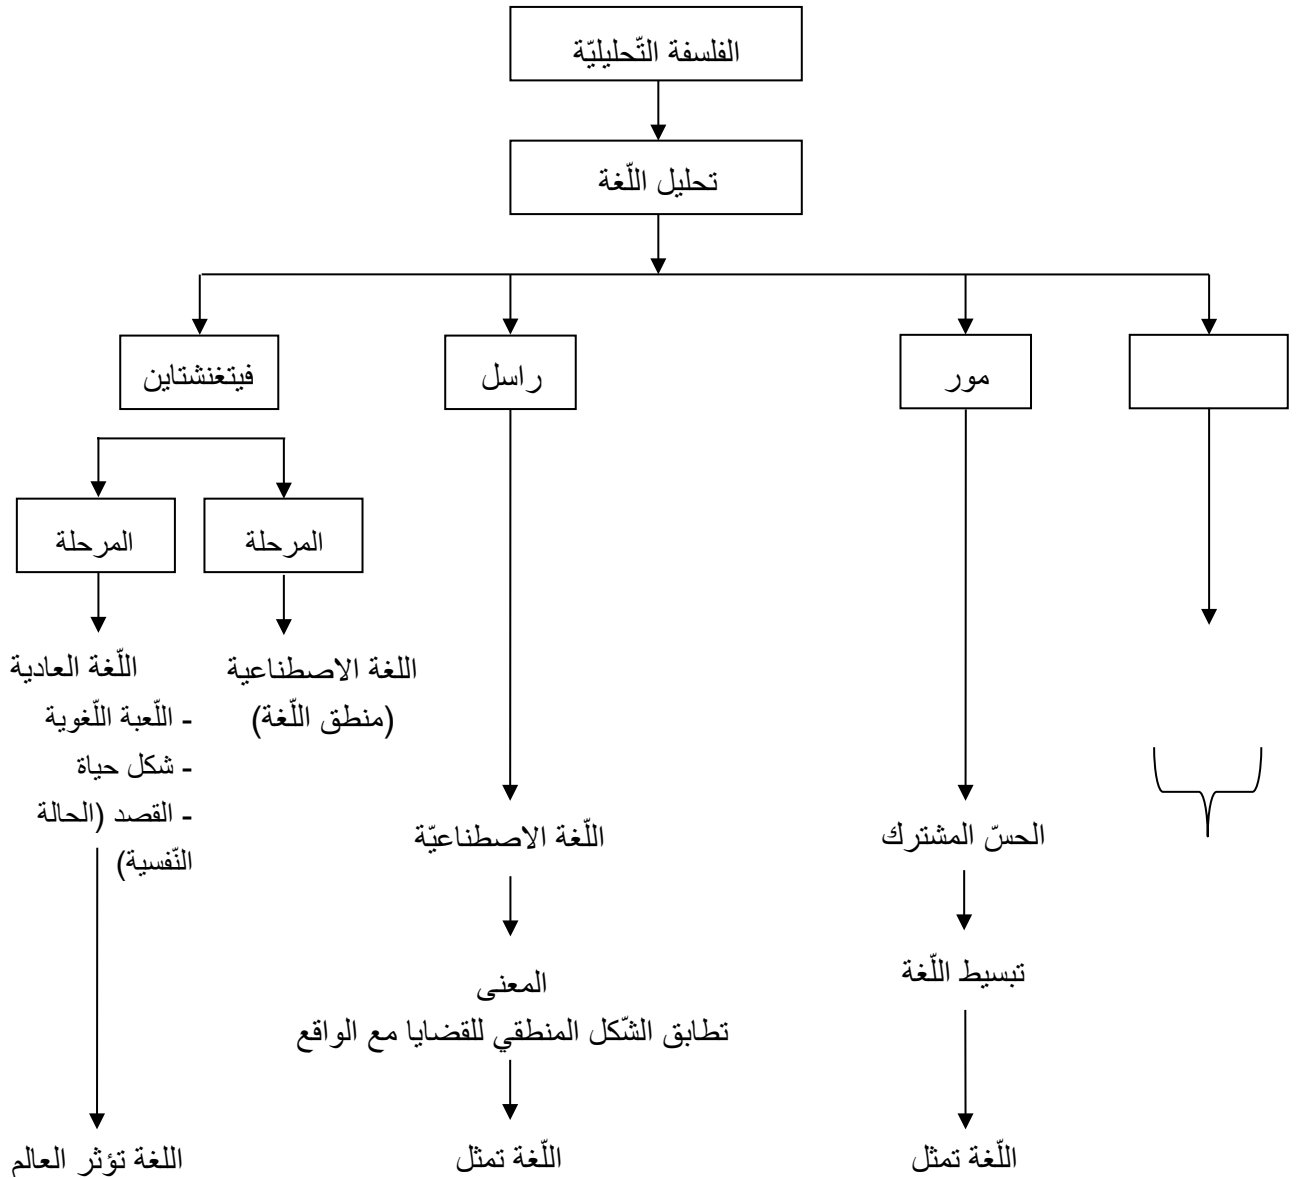 الفلسفة التّحليليّة
تحليل اللّغة
مور
راسل
فيتغنشتاين
المرحلة
المرحلة
اللغة الاصطناعية
(منطق اللّغة)
اللّغة العادية
- اللّعبة اللّغوية
- شكل حياة
- القصد (الحالة
النّفسية)
الحسّ المشترك
اللّغة الاصطناعيّة
تبسيط اللّغة
المعنى
تطابق الشّكل المنطقي للقضايا مع الواقع
اللّغة تمثل
اللّغة تمثل
اللغة تؤثر العالم